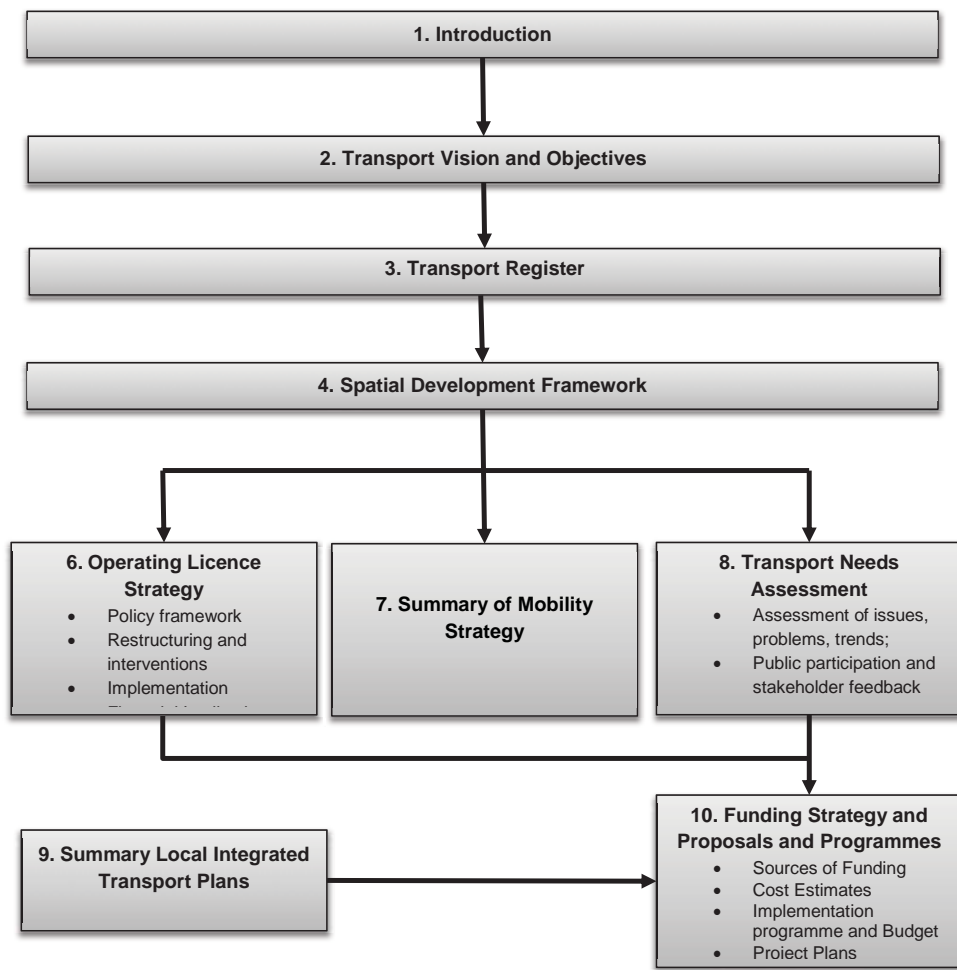 1. Introduction
2. Transport Vision and Objectives
3. Transport Register
4. Spatial Development Framework
6. Operating Licence
Strategy
• Policy framework
• Restructuring and
interventions
• Implementation
7. Summary of Mobility
Strategy
8. Transport Needs
Assessment
• Assessment of issues,
problems, trends;
• Public participation and
stakeholder feedback
9. Summary Local Integrated
Transport Plans
10. Funding Strategy and
Proposals and Programmes
• Sources of Funding
• Cost Estimates
• Implementation
programme and Budget
• Project Plans